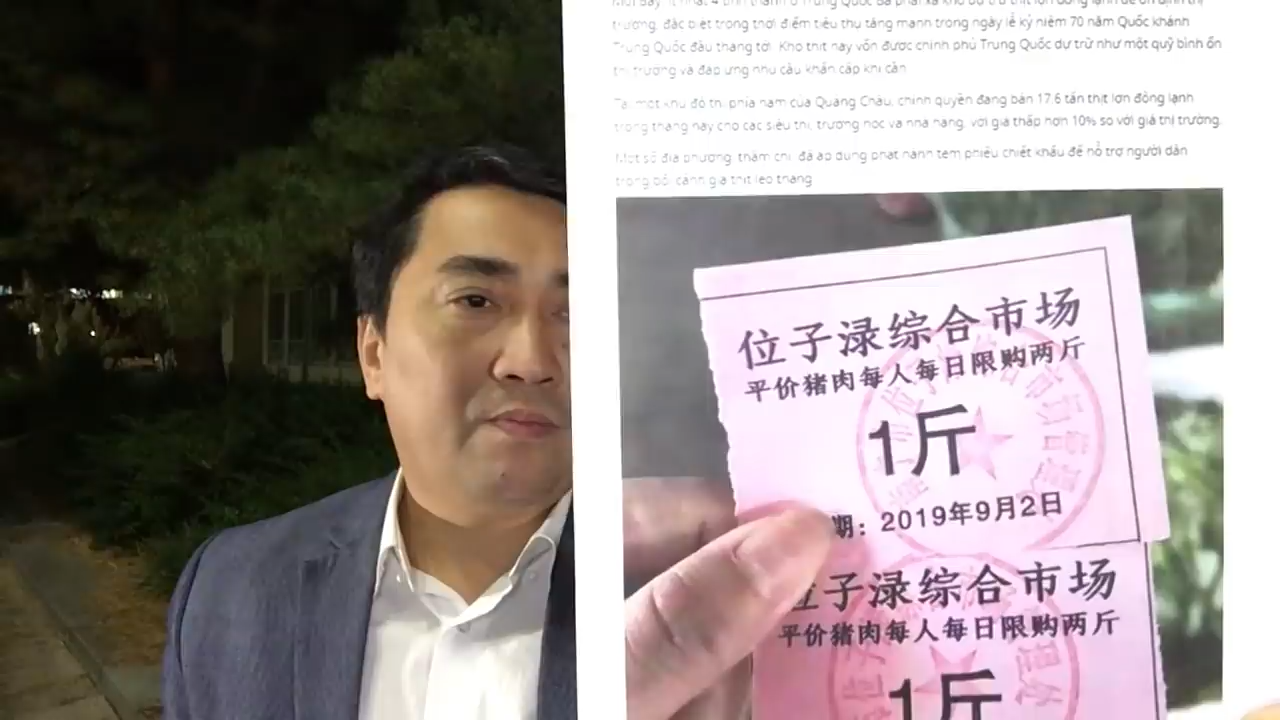 trường, đặc biệt trong thời điểm tiêu thụ tăng mạnh trong ngày lễ kỷ niệm 70 năm Quốc khánh
Trung Quốc đầu tháng tới. Kho thịt này vốn được chính phủ Trung Quốc dự trữ như một quỹ bình ổn
thị trường và đáp ứng nhu cầu khẩn cấp khi cần
Tại một khu đô thị phía nam của Quảng Châu, chính quyền đang bán 17.6 tấn thịt lợn đông lạnh
trong tháng này cho các siêu thị, trường học và nhà hàng, với giá thấp hơn 10% so với giá thị trường.
Một số địa phương thậm chí đã áp dụng phát hành tem phiếu chiết khấu để hỗ trợ người dân
trong bối cảnh giá thịt leo thang
位子渌综合市场
平价猪肉每人每日限购两斤
1斤
期：2019年9月2日
位子渌综合市场
平价猪肉每人每日限购两斤
1斤